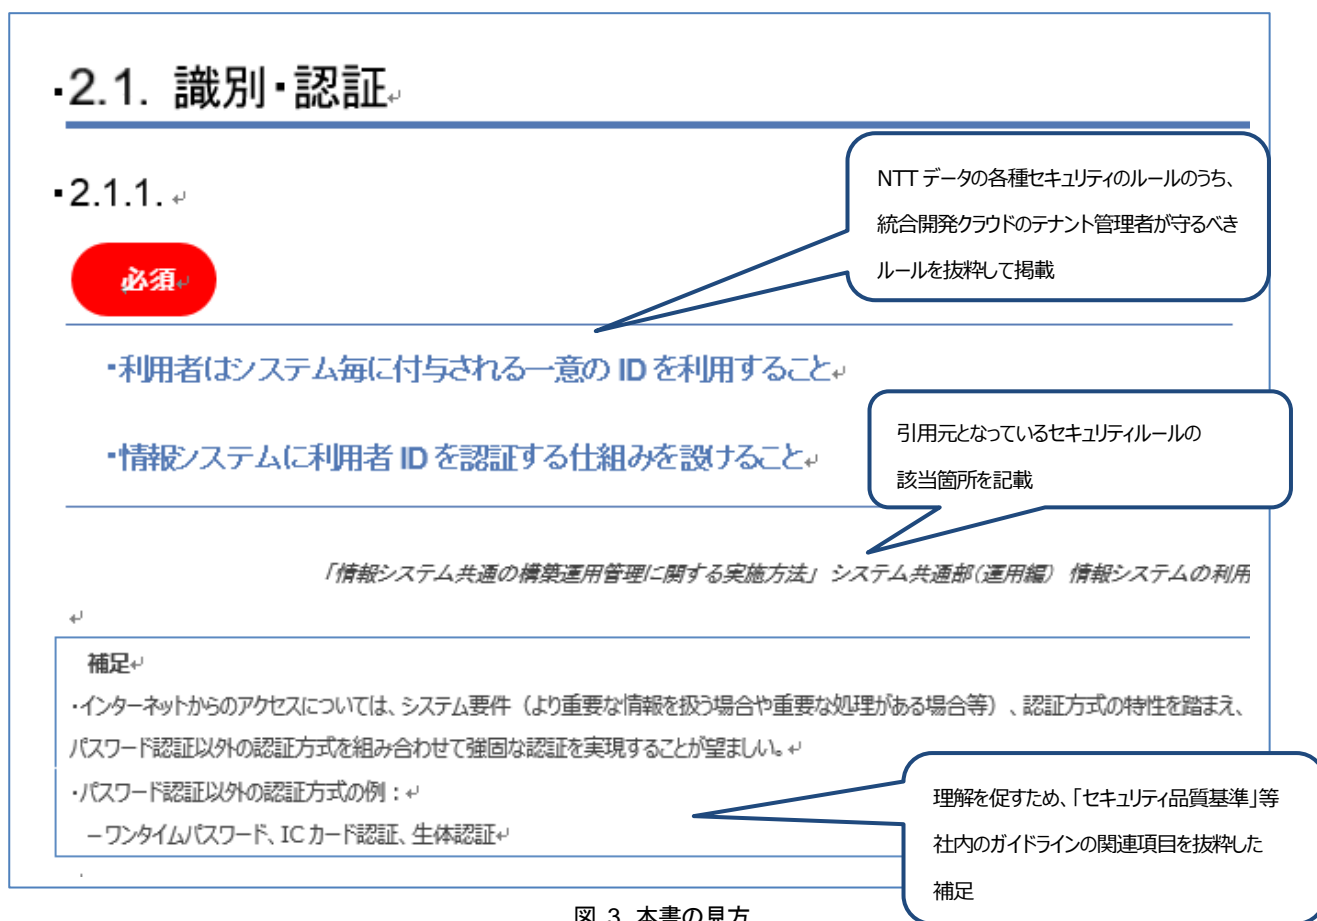 2.1. 識別・認証
2.1.1.
必須
NTT データの各種セキュリティのルールのうち、
統合開発クラウドのテナント管理者が守るべき
ルールを抜粋して掲載
・利用者はシステム毎に付与される一意の ID を利用すること
・情報システムに利用者 ID を認証する仕組みを設けること
引用元となっているセキュリティルールの
該当箇所を記載
「情報システム共通の構築運用管理に関する実施方法」 システム共通部(運用編) 情報システムの利用
補足
・インターネットからのアクセスについては、システム要件（より重要な情報を扱う場合や重要な処理がある場合等）、認証方式の特性を踏まえ、
パスワード認証以外の認証方式を組み合わせて強固な認証を実現することが望ましい。
・パスワード認証以外の認証方式の例：
－ワンタイムパスワード、IC カード認証、生体認証
理解を促すため、「セキュリティ品質基準」等
社内のガイドラインの関連項目を抜粋した
補足
図 3 本書の見方